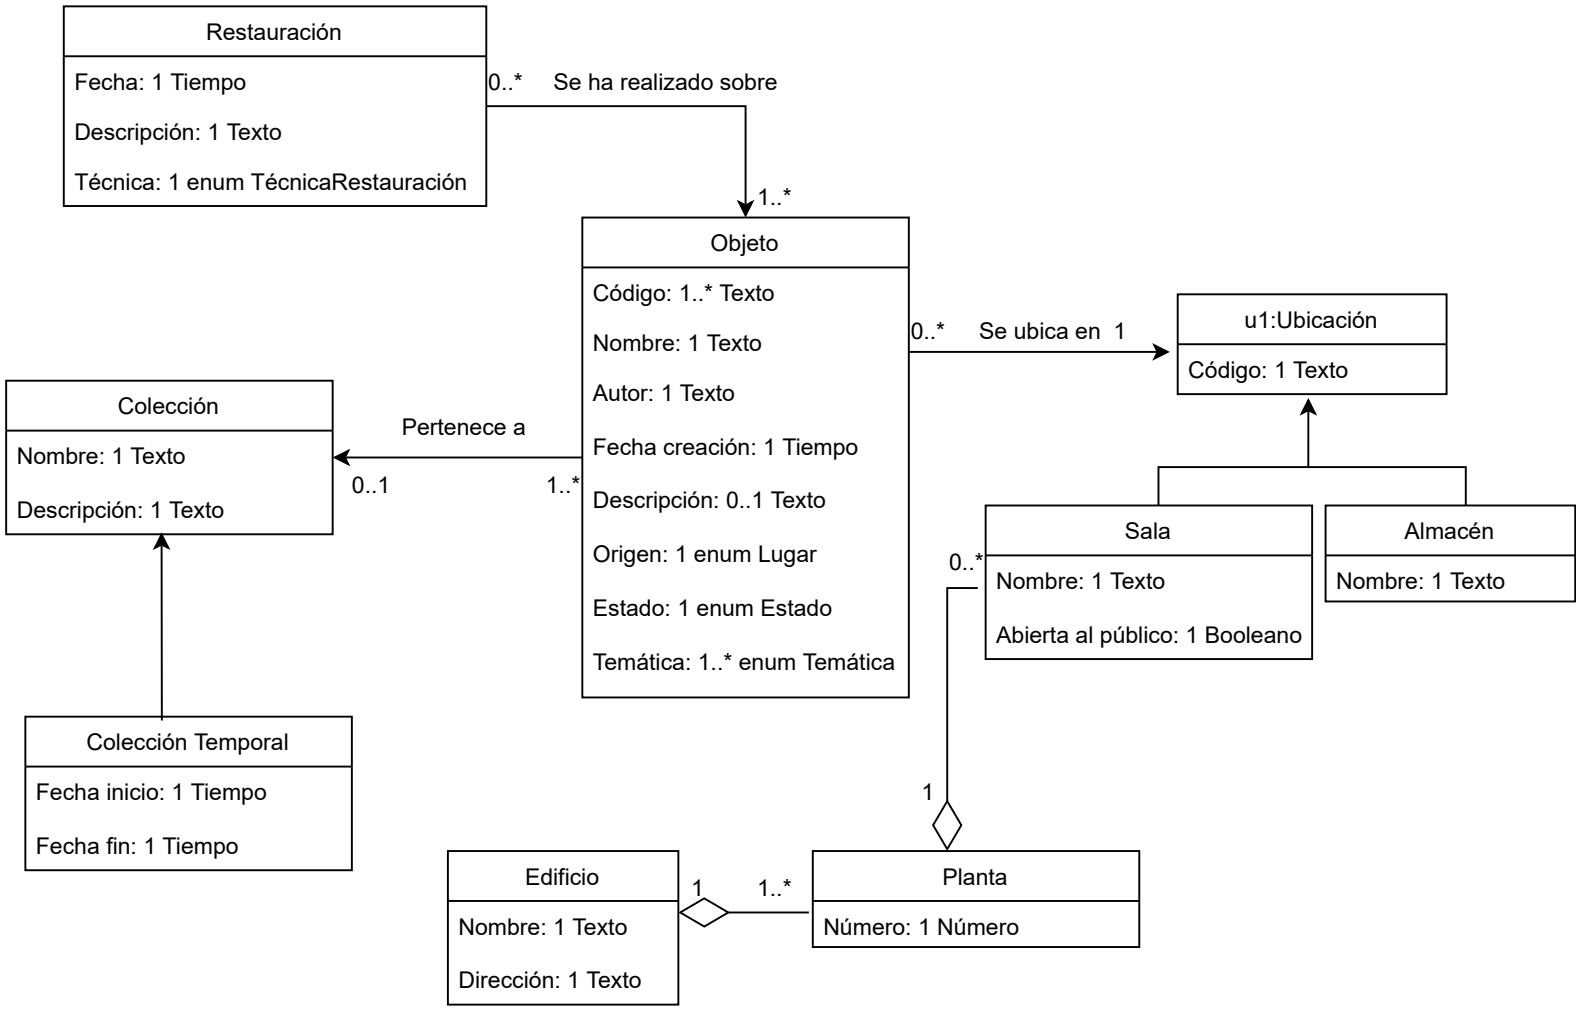 Restauración
Fecha: 1 Tiempo
Descripción: 1 Texto
Técnica: 1 enum TécnicaRestauración
0..*
Se ha realizado sobre
1..*
Objeto
Código: 1..* Texto
Nombre: 1 Texto
Autor: 1 Texto
Fecha creación: 1 Tiempo
Descripción: 0..1 Texto
Origen: 1 enum Lugar
Estado: 1 enum Estado
Temática: 1..* enum Temática
0..*
Se ubica en
1
u1:Ubicación
Código: 1 Texto
Colección
Nombre: 1 Texto
Descripción: 1 Texto
Pertenece a
0..1
1..*
Sala
Nombre: 1 Texto
Abierta al público: 1 Booleano
Almacén
Nombre: 1 Texto
0..*
1
Colección Temporal
Fecha inicio: 1 Tiempo
Fecha fin: 1 Tiempo
Edificio
Nombre: 1 Texto
Dirección: 1 Texto
1
1..*
Planta
Número: 1 Número